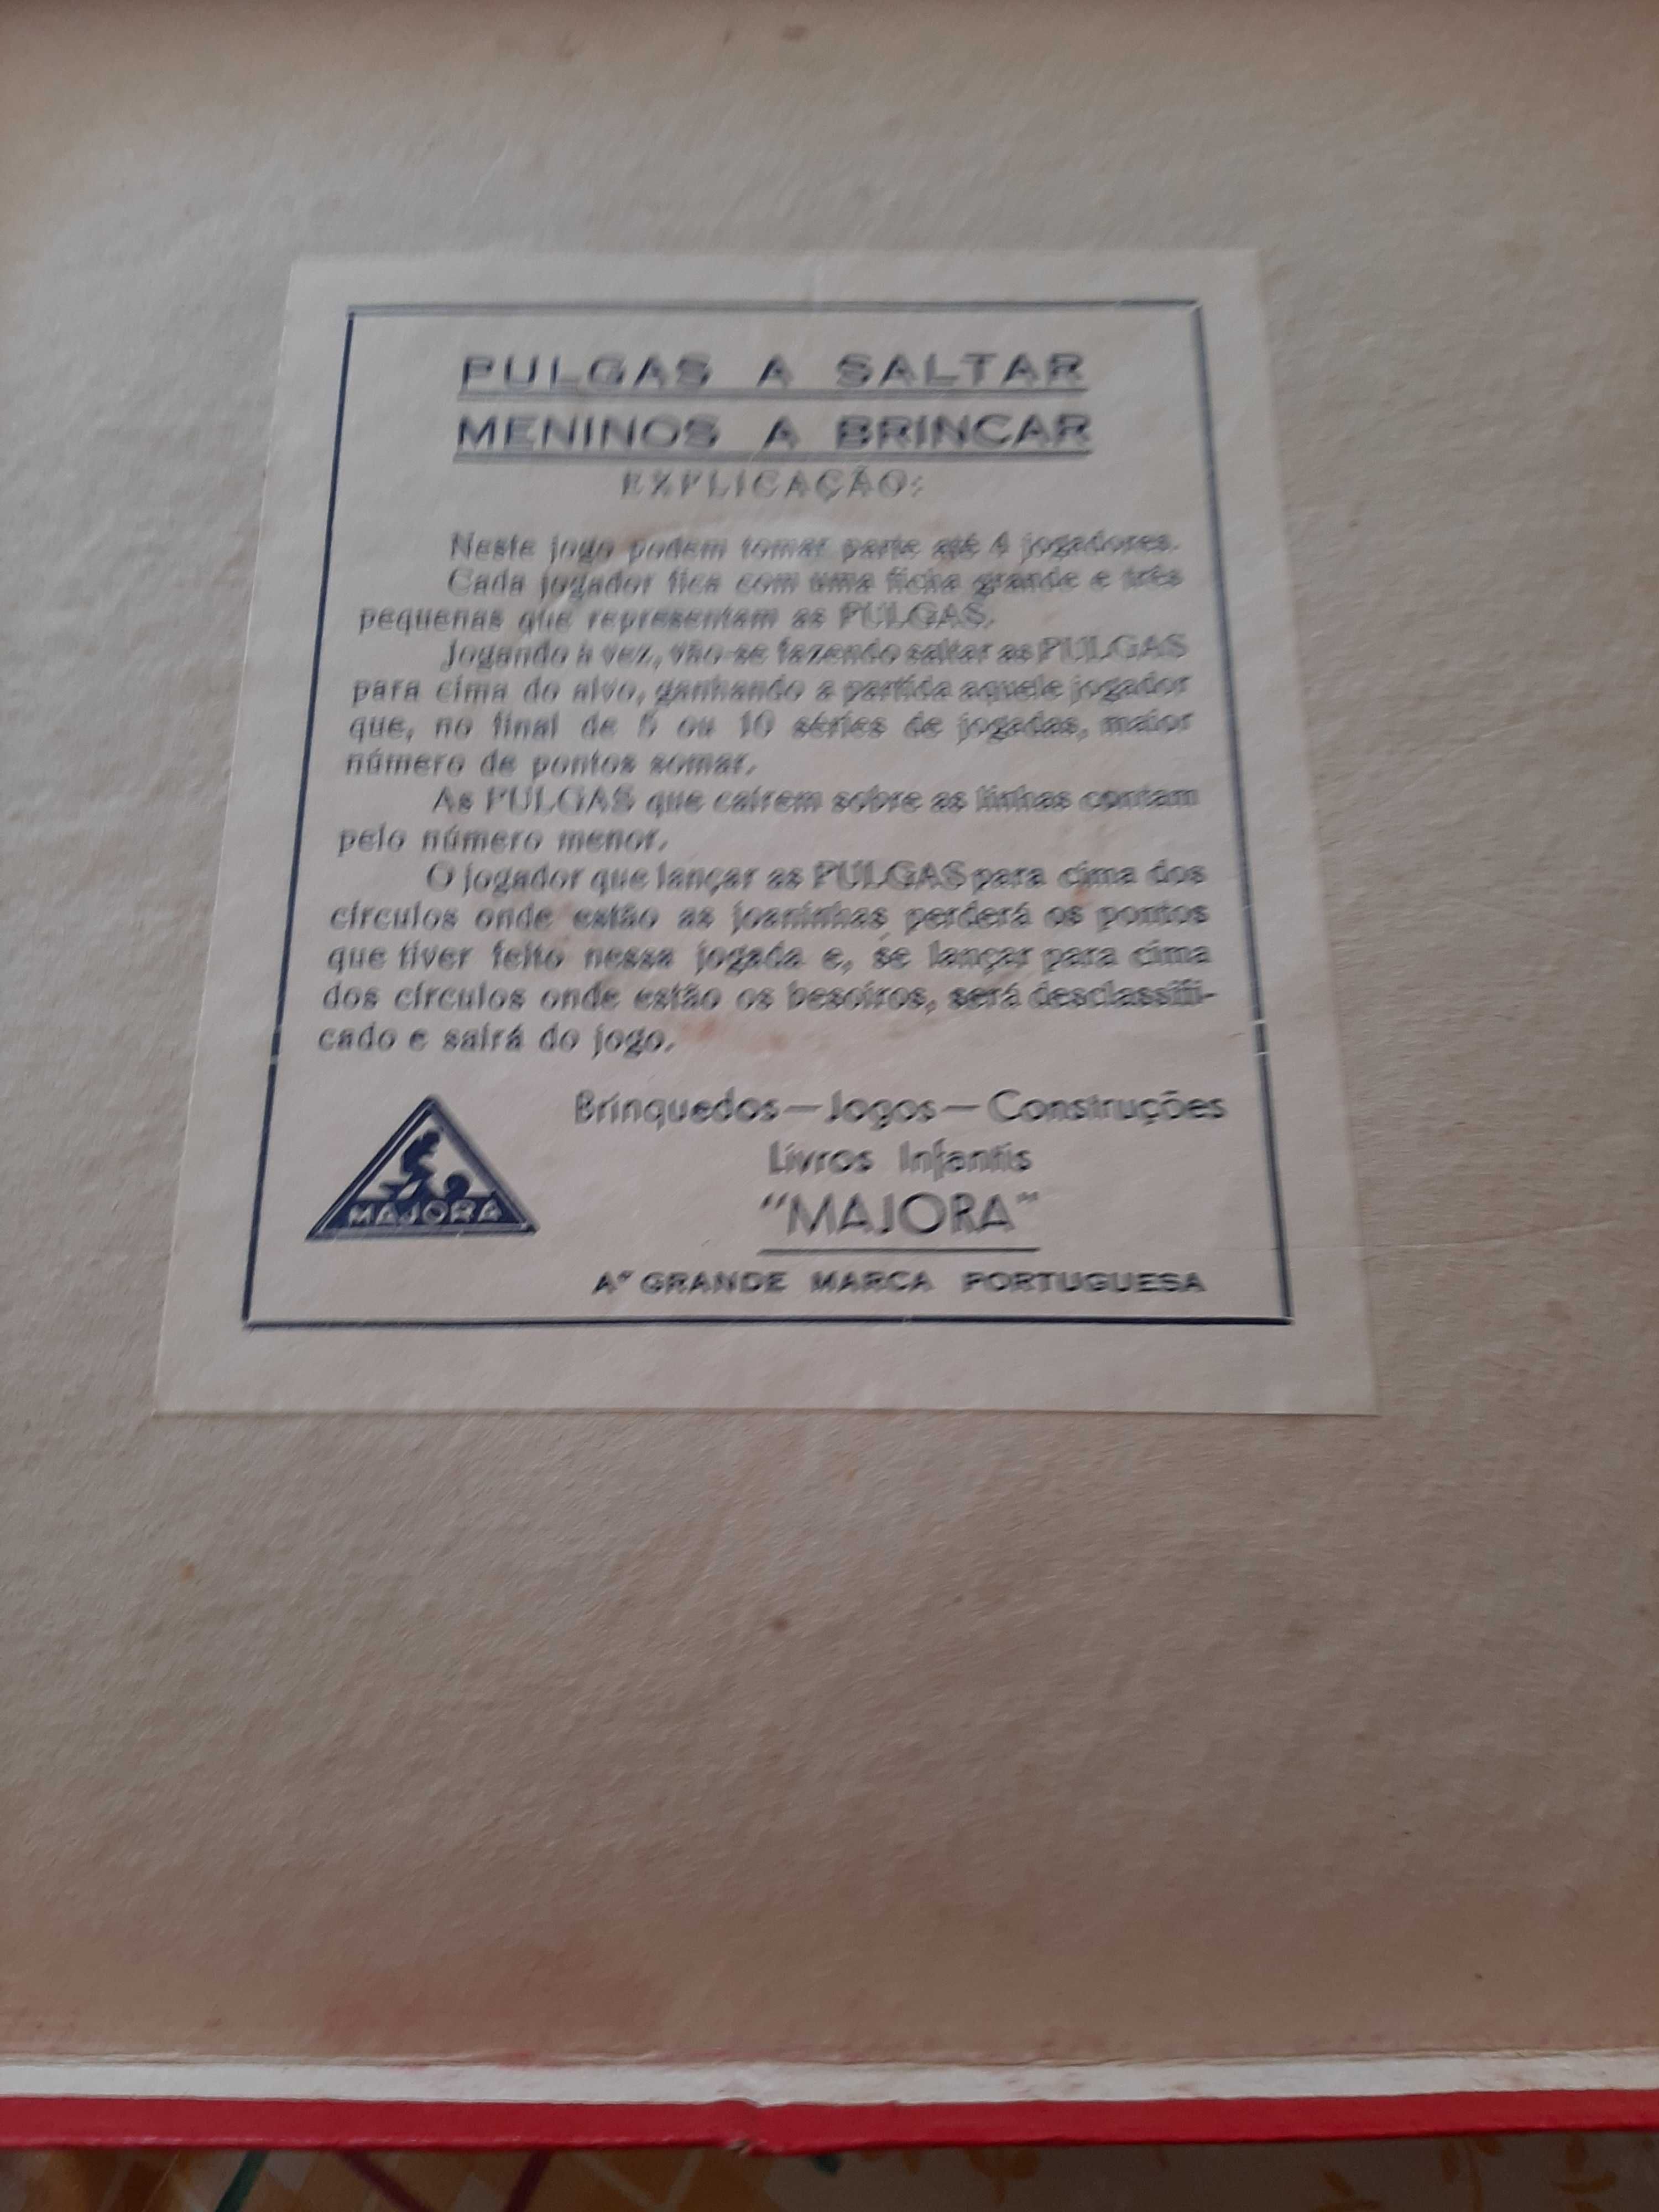 PULGAS A SALTAR
MENINOS A BRINCAR
EXPLICAÇÃO:
Neste jogo podem tomar parte até 4 jogadores.
Cada jogador fica com uma ficha grande e três
pequenas que representam as PULGAS.
Jogando à vez, vão-se fazendo saltar as PULGAS
para cima do alvo, ganhando a partida aquele jogador
que, no final de 5 ou 10 séries de jogadas, maior
número de pontos somar.
As PULGAS que caírem sobre as linhas contam
pelo número menor.
O jogador que lançar as PULGAS para cima dos
círculos onde estão as joaninhas perderá os pontos
que tiver feito nessa jogada e, se lançar para cima
dos círculos onde estão os besoiros, será desclassifi-
cado e sairá do jogo.
MAJORA
Brinquedos—Jogos—Construções
Livros Infantis
"MAJORA"
A" GRANDE MARCA PORTUGUESA